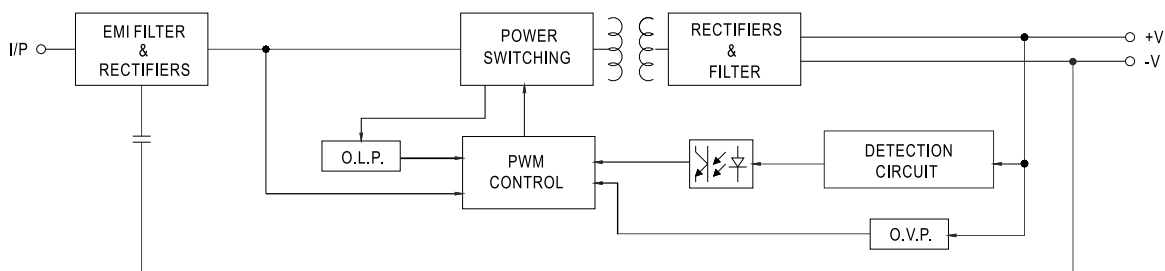 I/P
EMI FILTER
&
RECTIFIERS
POWER
SWITCHING
RECTIFIERS
&
FILTER
+V
-V
O.L.P.
PWM
CONTROL
DETECTION
CIRCUIT
O.V.P.